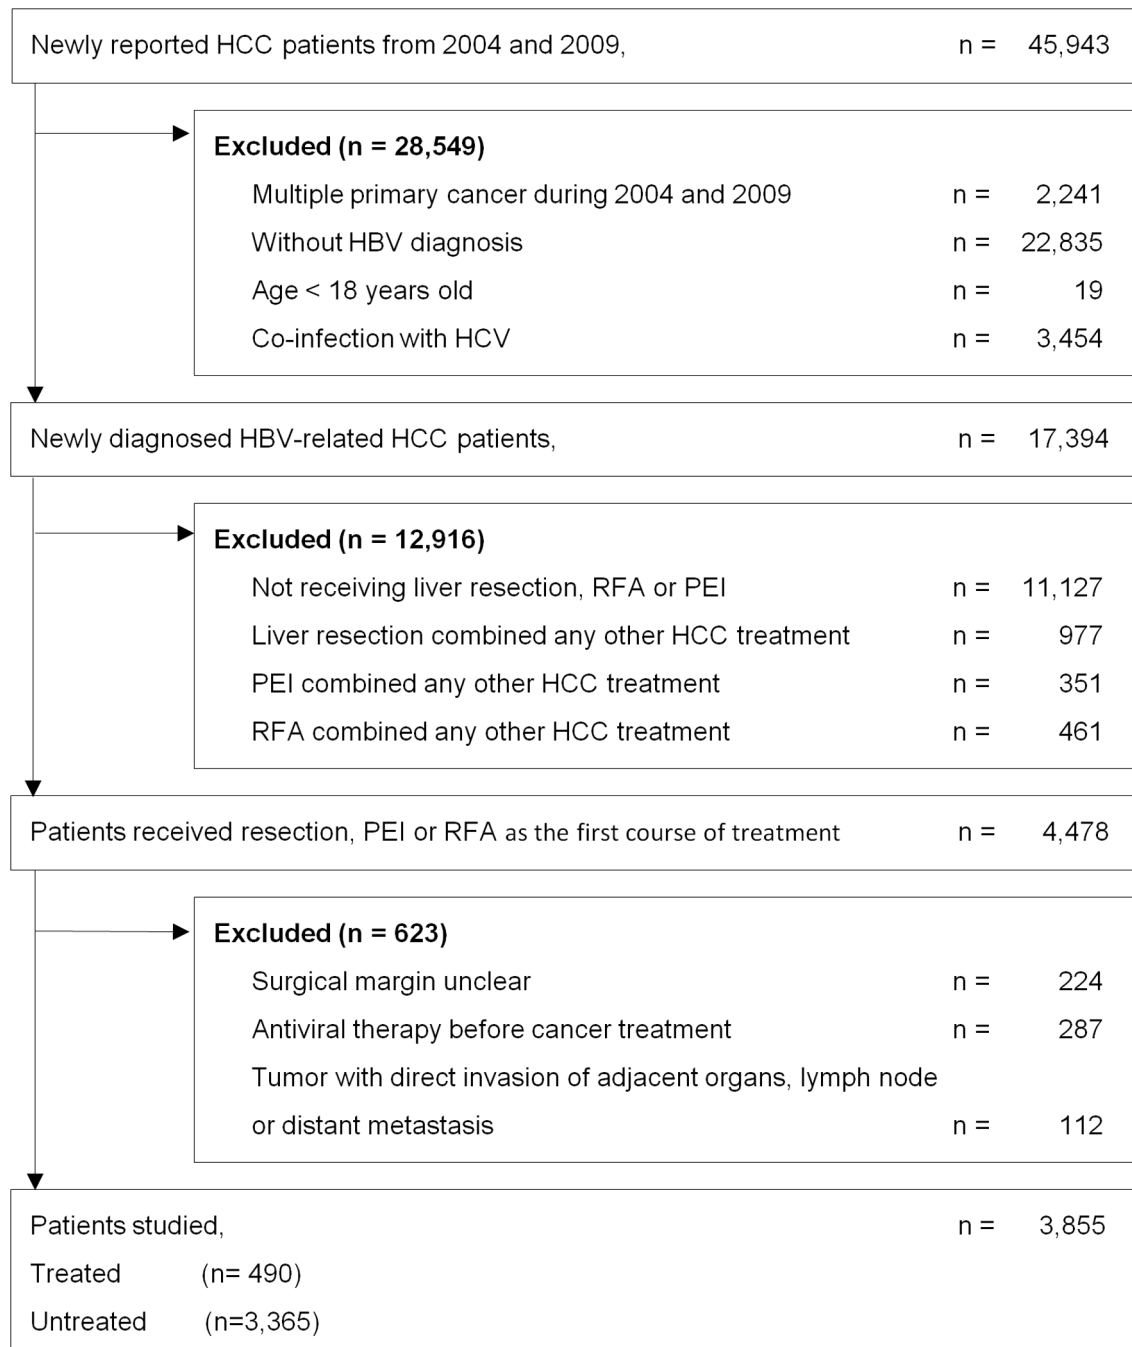 Newly reported HCC patients from 2004 and 2009, n = 45,943
Excluded (n = 28,549)
Multiple primary cancer during 2004 and 2009 n = 2,241
Without HBV diagnosis n = 22,835
Age < 18 years old n = 19
Co-infection with HCV n = 3,454
Newly diagnosed HBV-related HCC patients, n = 17,394
Excluded (n = 12,916)
Not receiving liver resection, RFA or PEI n = 11,127
Liver resection combined any other HCC treatment n = 977
PEI combined any other HCC treatment n = 351
RFA combined any other HCC treatment n = 461
Patients received resection, PEI or RFA as the first course of treatment n = 4,478
Excluded (n = 623)
Surgical margin unclear n = 224
Antiviral therapy before cancer treatment n = 287
Tumor with direct invasion of adjacent organs, lymph node
or distant metastasis n = 112
Patients studied, n = 3,855
Treated (n= 490)
Untreated (n=3,365)